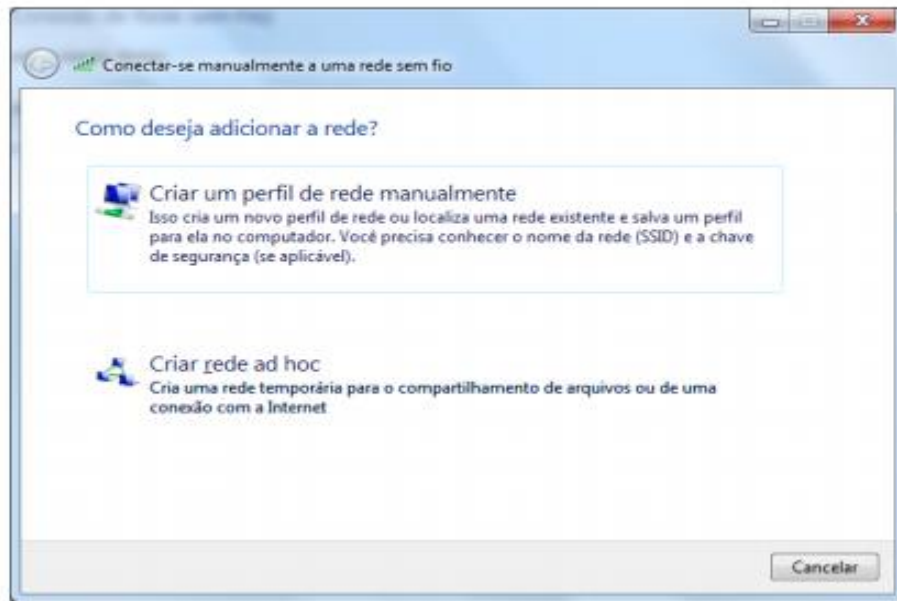 Conectar-se manualmente a uma rede sem fio
Como deseja adicionar a rede?
Criar um perfil de rede manualmente
Isso cria um novo perfil de rede ou localiza uma rede existente e salva um perfil
para ela no computador. Você precisa conhecer o nome da rede (SSID) e a chave
de segurança (se aplicável).
Criar rede ad hoc
Cria uma rede temporária para o compartilhamento de arquivos ou de uma
conexão com a Internet
Cancelar